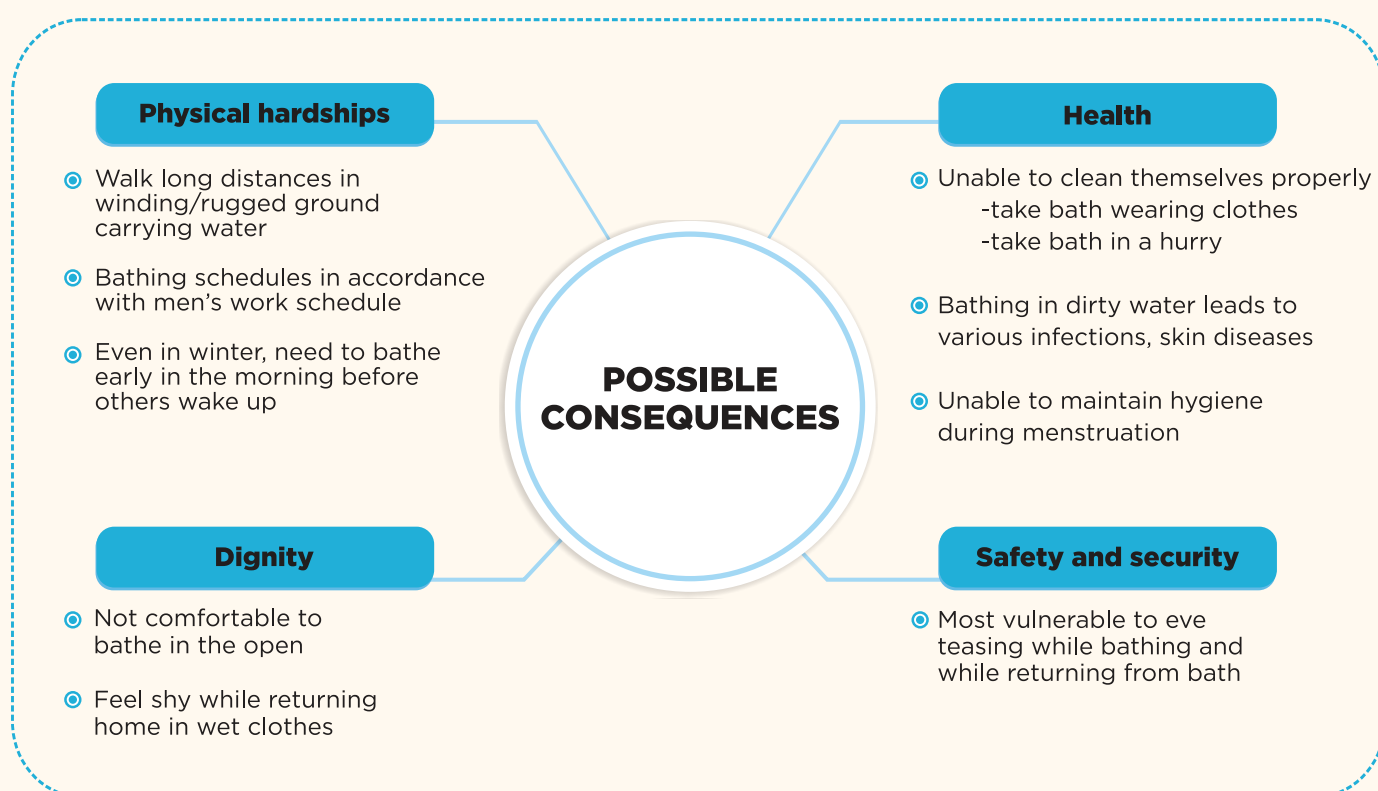 Physical hardships
Walk long distances in
winding/rugged ground
carrying water
Bathing schedules in accordance
with men's work schedule
Even in winter, need to bathe
early in the morning before
others wake up
Health
Unable to clean themselves properly
-take bath wearing clothes
-take bath in a hurry
Bathing in dirty water leads to
various infections, skin diseases
Unable to maintain hygiene
during menstruation
POSSIBLE
CONSEQUENCES
Dignity
Not comfortable to
bathe in the open
Feel shy while returning
home in wet clothes
Safety and security
Most vulnerable to eve
teasing while bathing and
while returning from bath